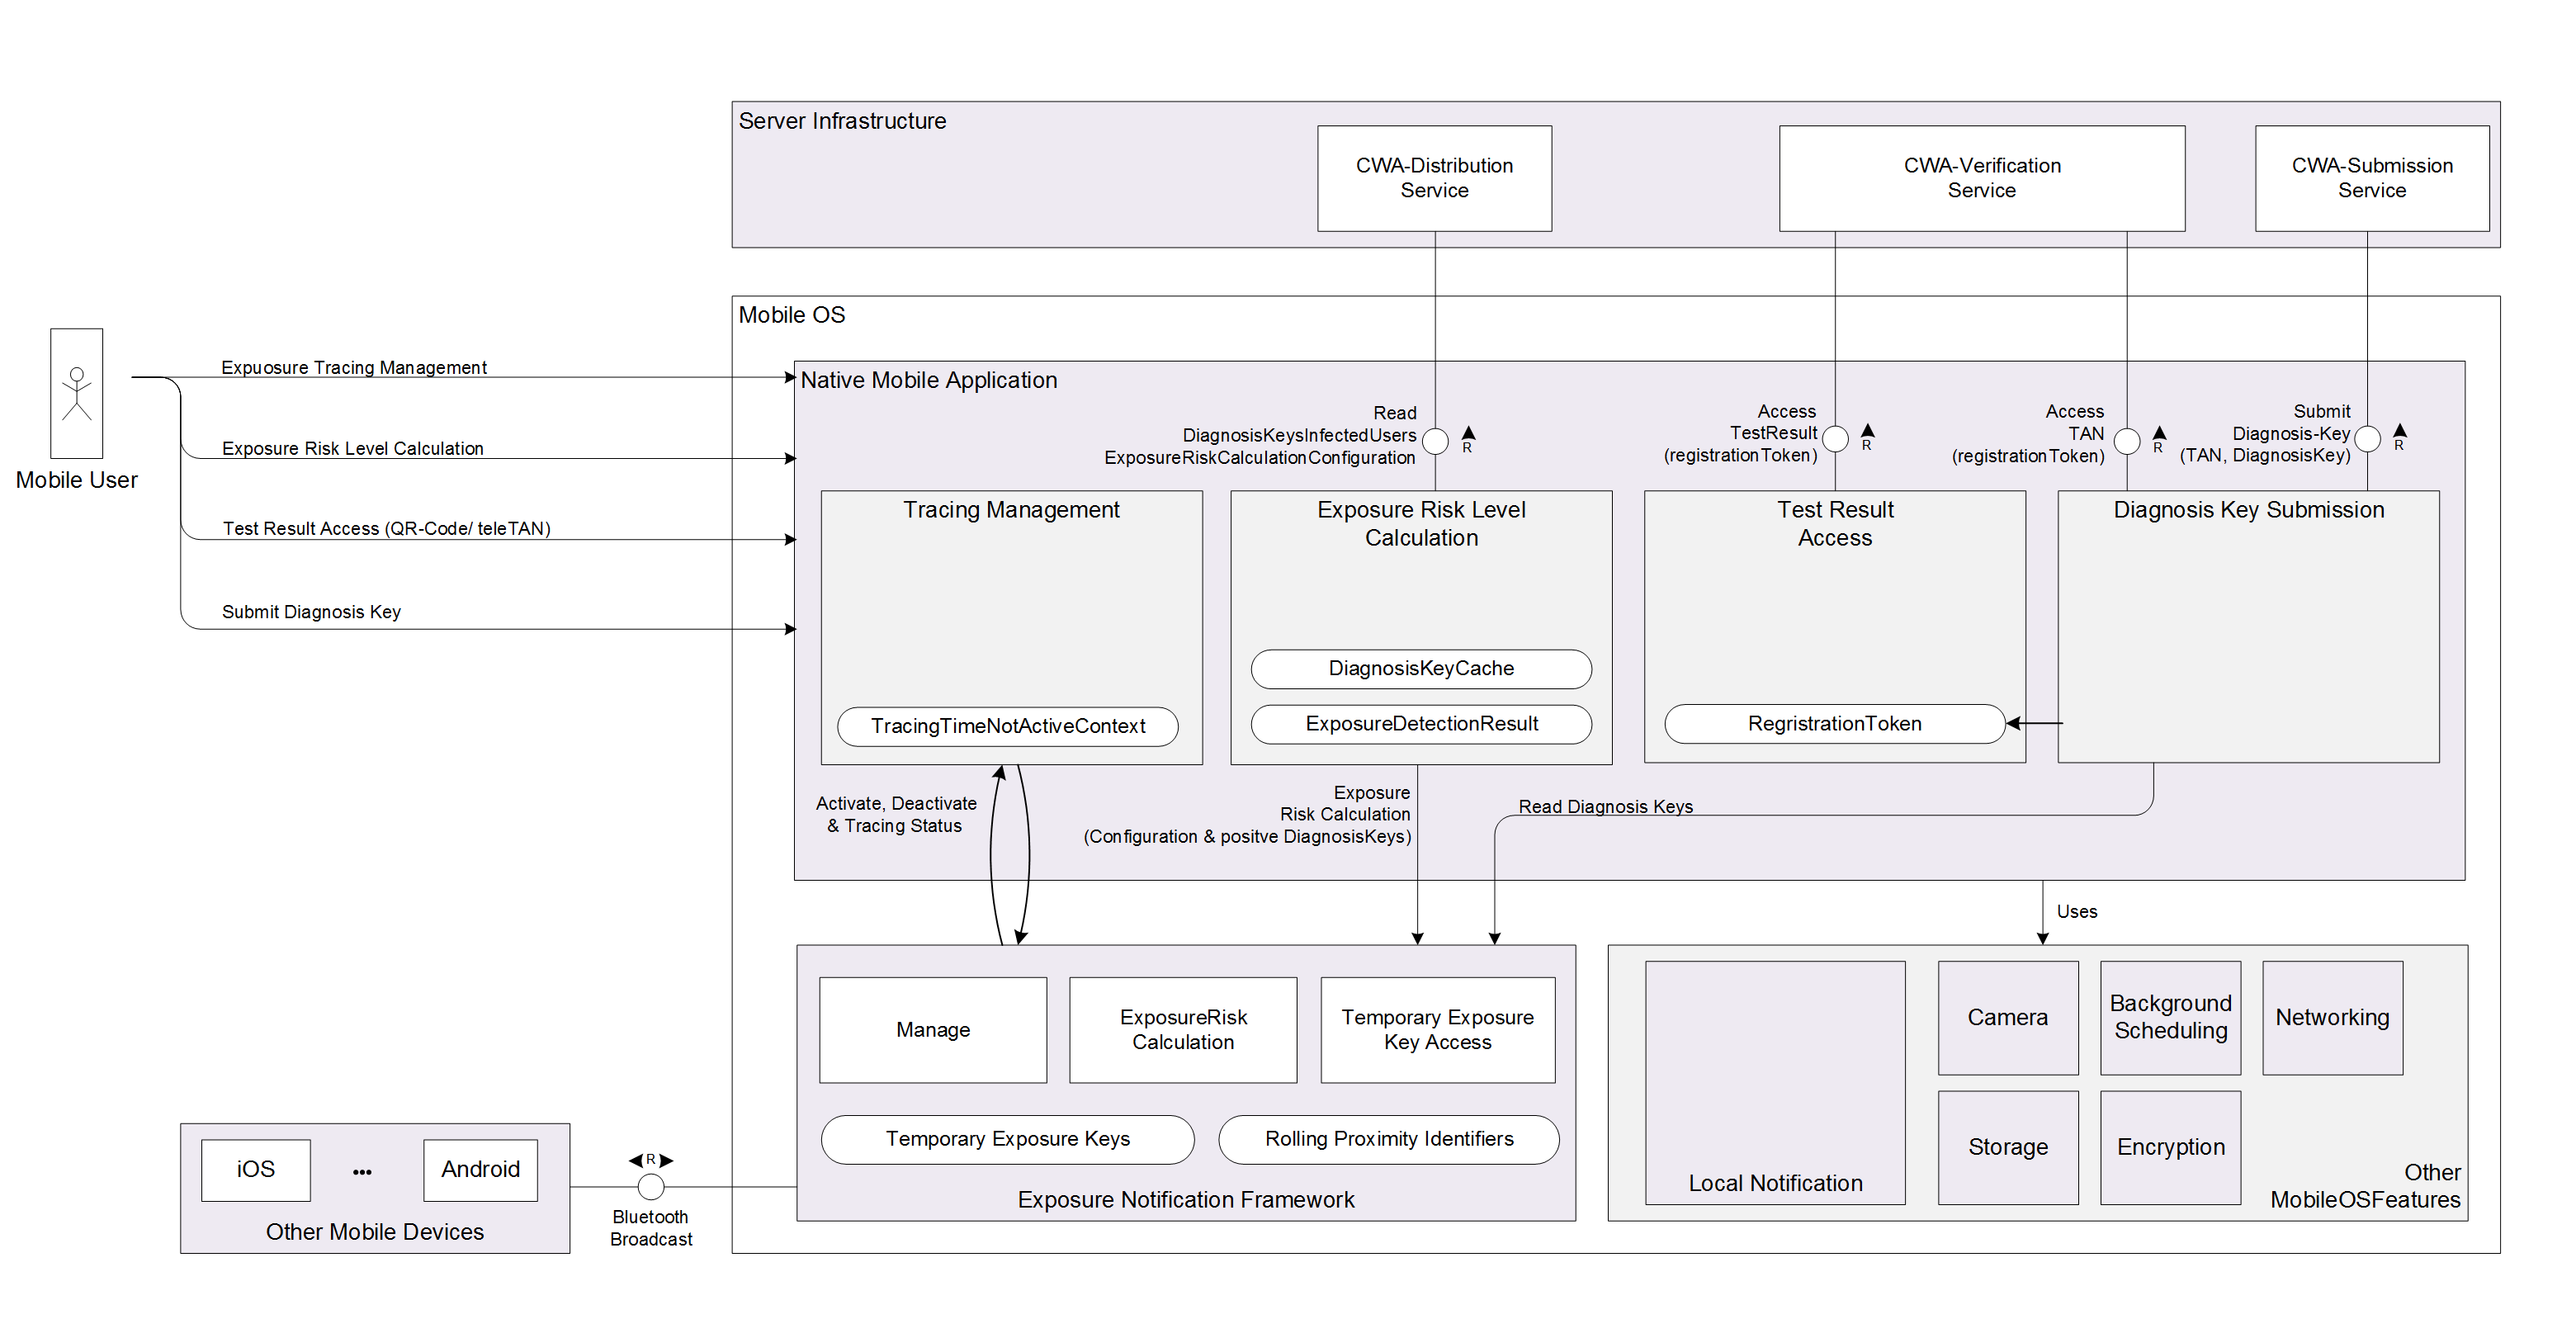 Server Infrastructure
CWA-Distribution
Service
CWA-Verification
Service
CWA-Submission
Service
Mobile OS
Mobile User
Expuosure Tracing Management
Exposure Risk Level Calculation
Test Result Access (QR-Code/ teleTAN)
Submit Diagnosis Key
Native Mobile Application
Read
DiagnosisKeysInfectedUsers
ExposureRiskCalculationConfiguration
R
Access
TestResult
(registrationToken)
R
Access
TAN
(registrationToken)
R
Submit
Diagnosis-Key
(TAN, DiagnosisKey)
R
Tracing Management
TracingTimeNotActiveContext
Exposure Risk Level
Calculation
DiagnosisKeyCache
ExposureDetectionResult
Test Result
Access
RegristrationToken
Diagnosis Key Submission
Activate, Deactivate
& Tracing Status
Exposure
Risk Calculation
(Configuration & positve DiagnosisKeys)
Read Diagnosis Keys
Uses
Manage
ExposureRisk
Calculation
Temporary Exposure
Key Access
Temporary Exposure Keys
Rolling Proximity Identifiers
Exposure Notification Framework
Local Notification
Camera
Background
Scheduling
Networking
Storage
Encryption
Other
MobileOSFeatures
iOS
...
Android
Other Mobile Devices
R
Bluetooth
Broadcast